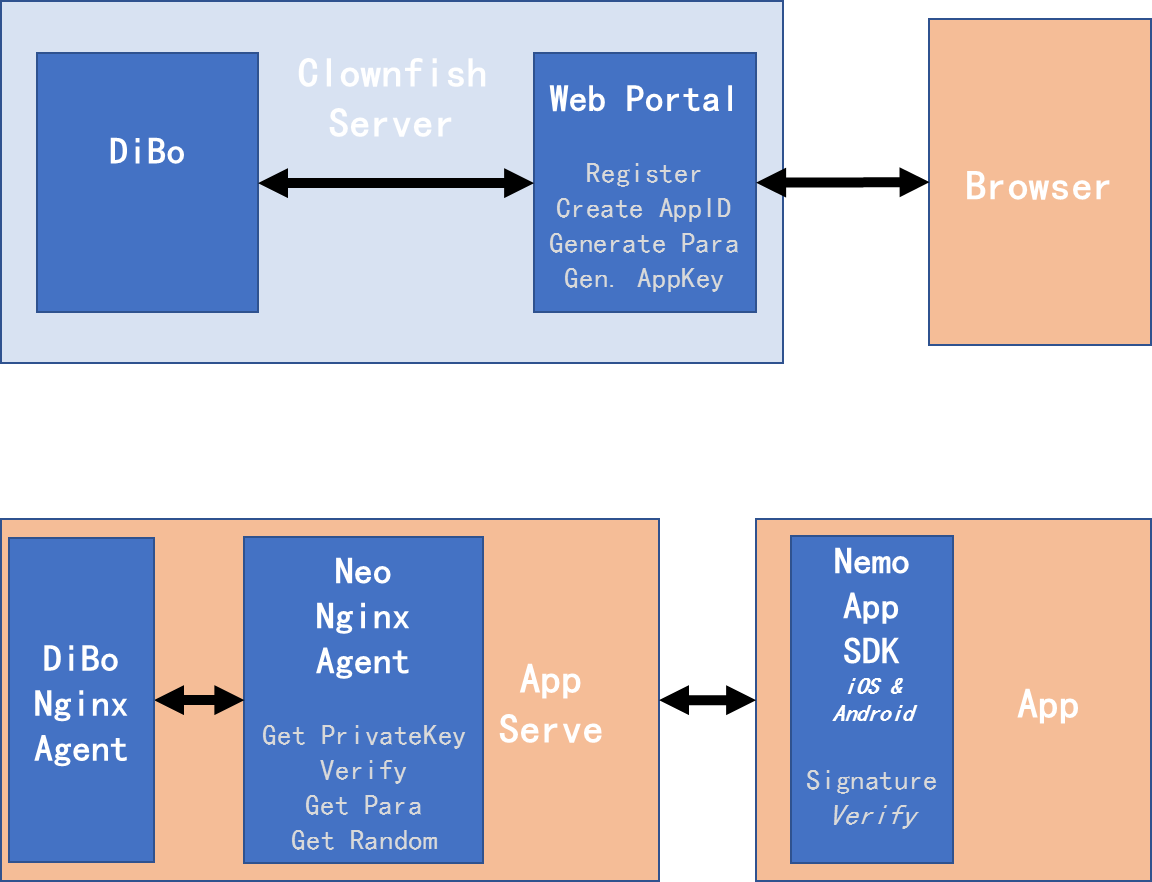 Clownfish
Server
DiBo
Web Portal
Register
Create AppID
Generate Para
Gen. AppKey
Browser
DiBo
Nginx
Agent
Neo
Nginx
Agent
Get PrivateKey
Verify
Get Para
Get Random
App
Serve
Nemo
App
SDK
iOS &
Android
Signature
Verify
App